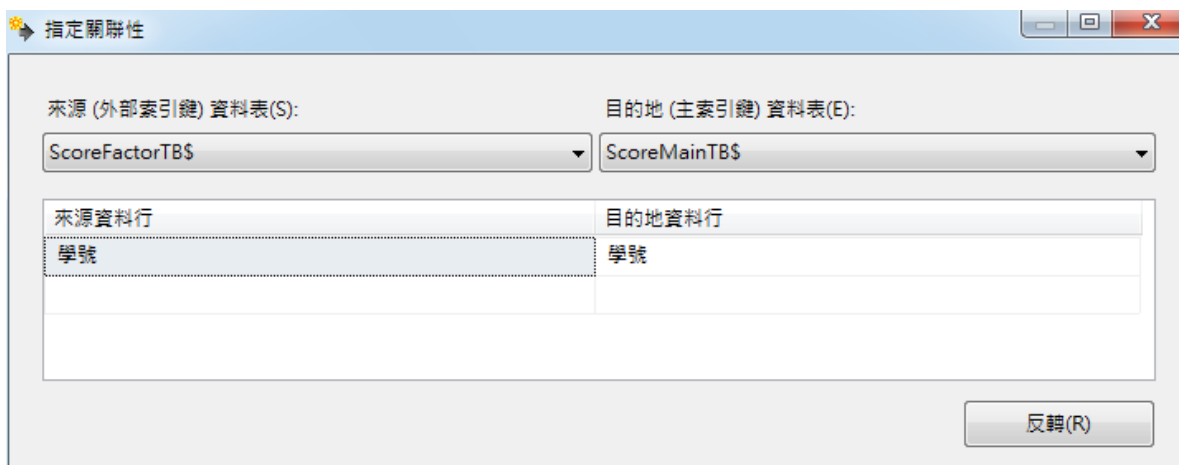 指定關聯性
來源 (外部索引鍵) 資料表(S): 目的地 (主索引鍵) 資料表(E):
ScoreFactorTB$ ScoreMainTB$
來源資料行 目的地資料行
學號 學號
反轉(R)